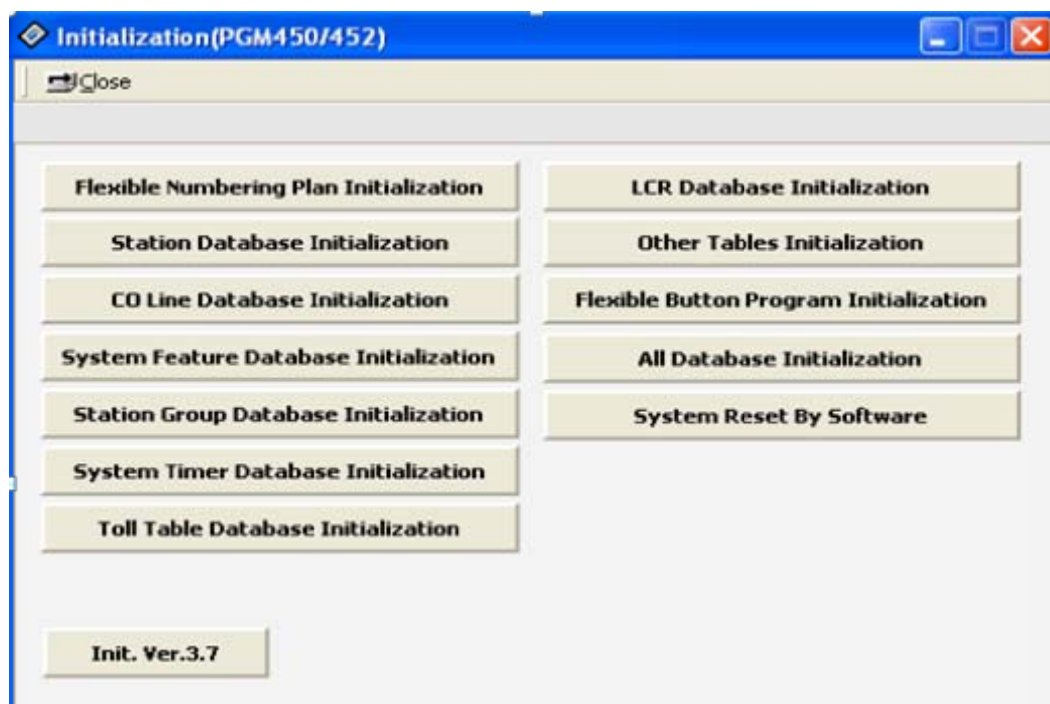 Initialization(PGM450/452)
Close
Flexible Numbering Plan Initialization
Station Database Initialization
CO Line Database Initialization
System Feature Database Initialization
Station Group Database Initialization
System Timer Database Initialization
Toll Table Database Initialization
LCR Database Initialization
Other Tables Initialization
Flexible Button Program Initialization
All Database Initialization
System Reset By Software
Init. Ver.3.7